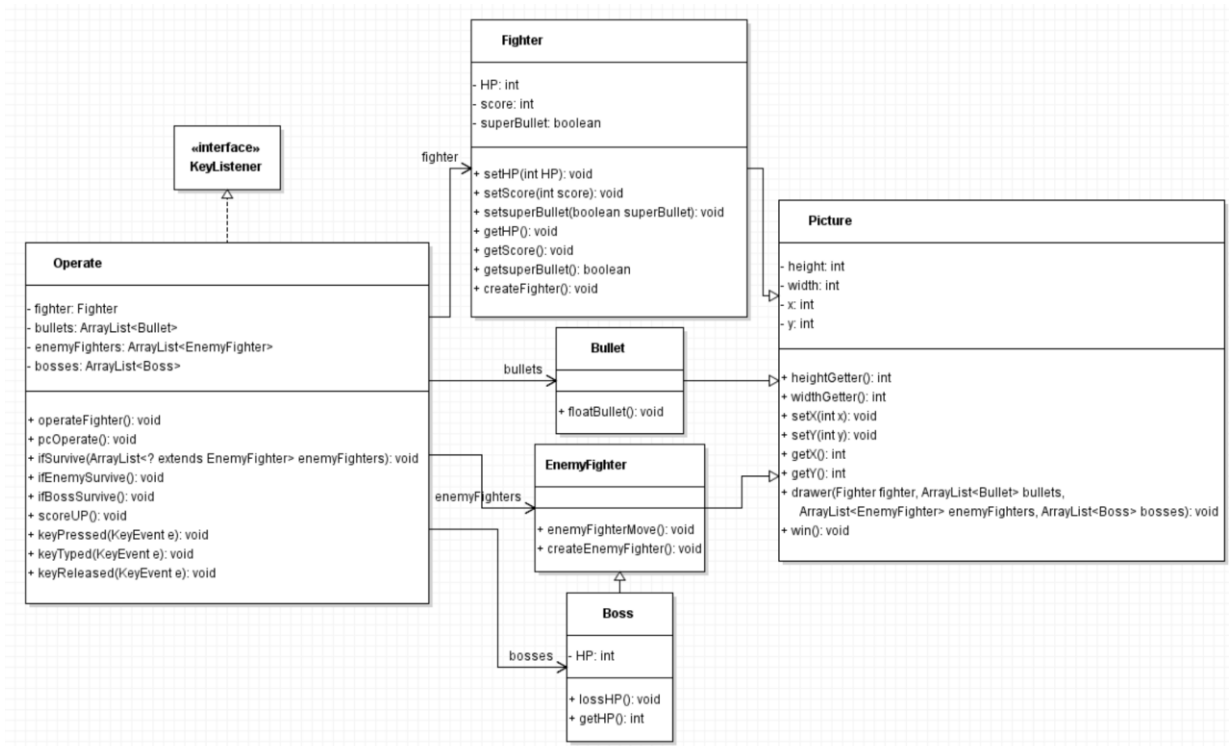 Fighter
- HP: int
- score: int
- superBullet: boolean
+ setHP(int HP): void
+ setScore(int score): void
+ setsuperBullet(boolean superBullet): void
+ getHP(): void
+ getScore(): void
+ getsuperBullet(): boolean
+ createFighter(): void
«interface»
KeyListener
fighter
Operate
- fighter: Fighter
- bullets: ArrayList<Bullet>
- enemyFighters: ArrayList<EnemyFighter>
- bosses: ArrayList<Boss>
+ operateFighter(): void
+ pcOperate(): void
+ ifSurvive(ArrayList<? extends EnemyFighter> enemyFighters): void
+ ifEnemySurvive(): void
+ ifBossSurvive(): void
+ scoreUP(): void
+ keyPressed(KeyEvent e): void
+ keyTyped(KeyEvent e): void
+ keyReleased(KeyEvent e): void
bullets
Bullet
+ floatBullet(): void
enemyFighters
EnemyFighter
+ enemyFighterMove(): void
+ createEnemyFighter(): void
bosses
Boss
- HP: int
+ lossHP(): void
+ getHP(): int
Picture
- height: int
- width: int
- x: int
- y: int
+ heightGetter(): int
+ widthGetter(): int
+ setX(int x): void
+ setY(int y): void
+ getX(): int
+ getY(): int
+ drawer(Fighter fighter, ArrayList<Bullet> bullets,
ArrayList<EnemyFighter> enemyFighters, ArrayList<Boss> bosses): void
+ win(): void